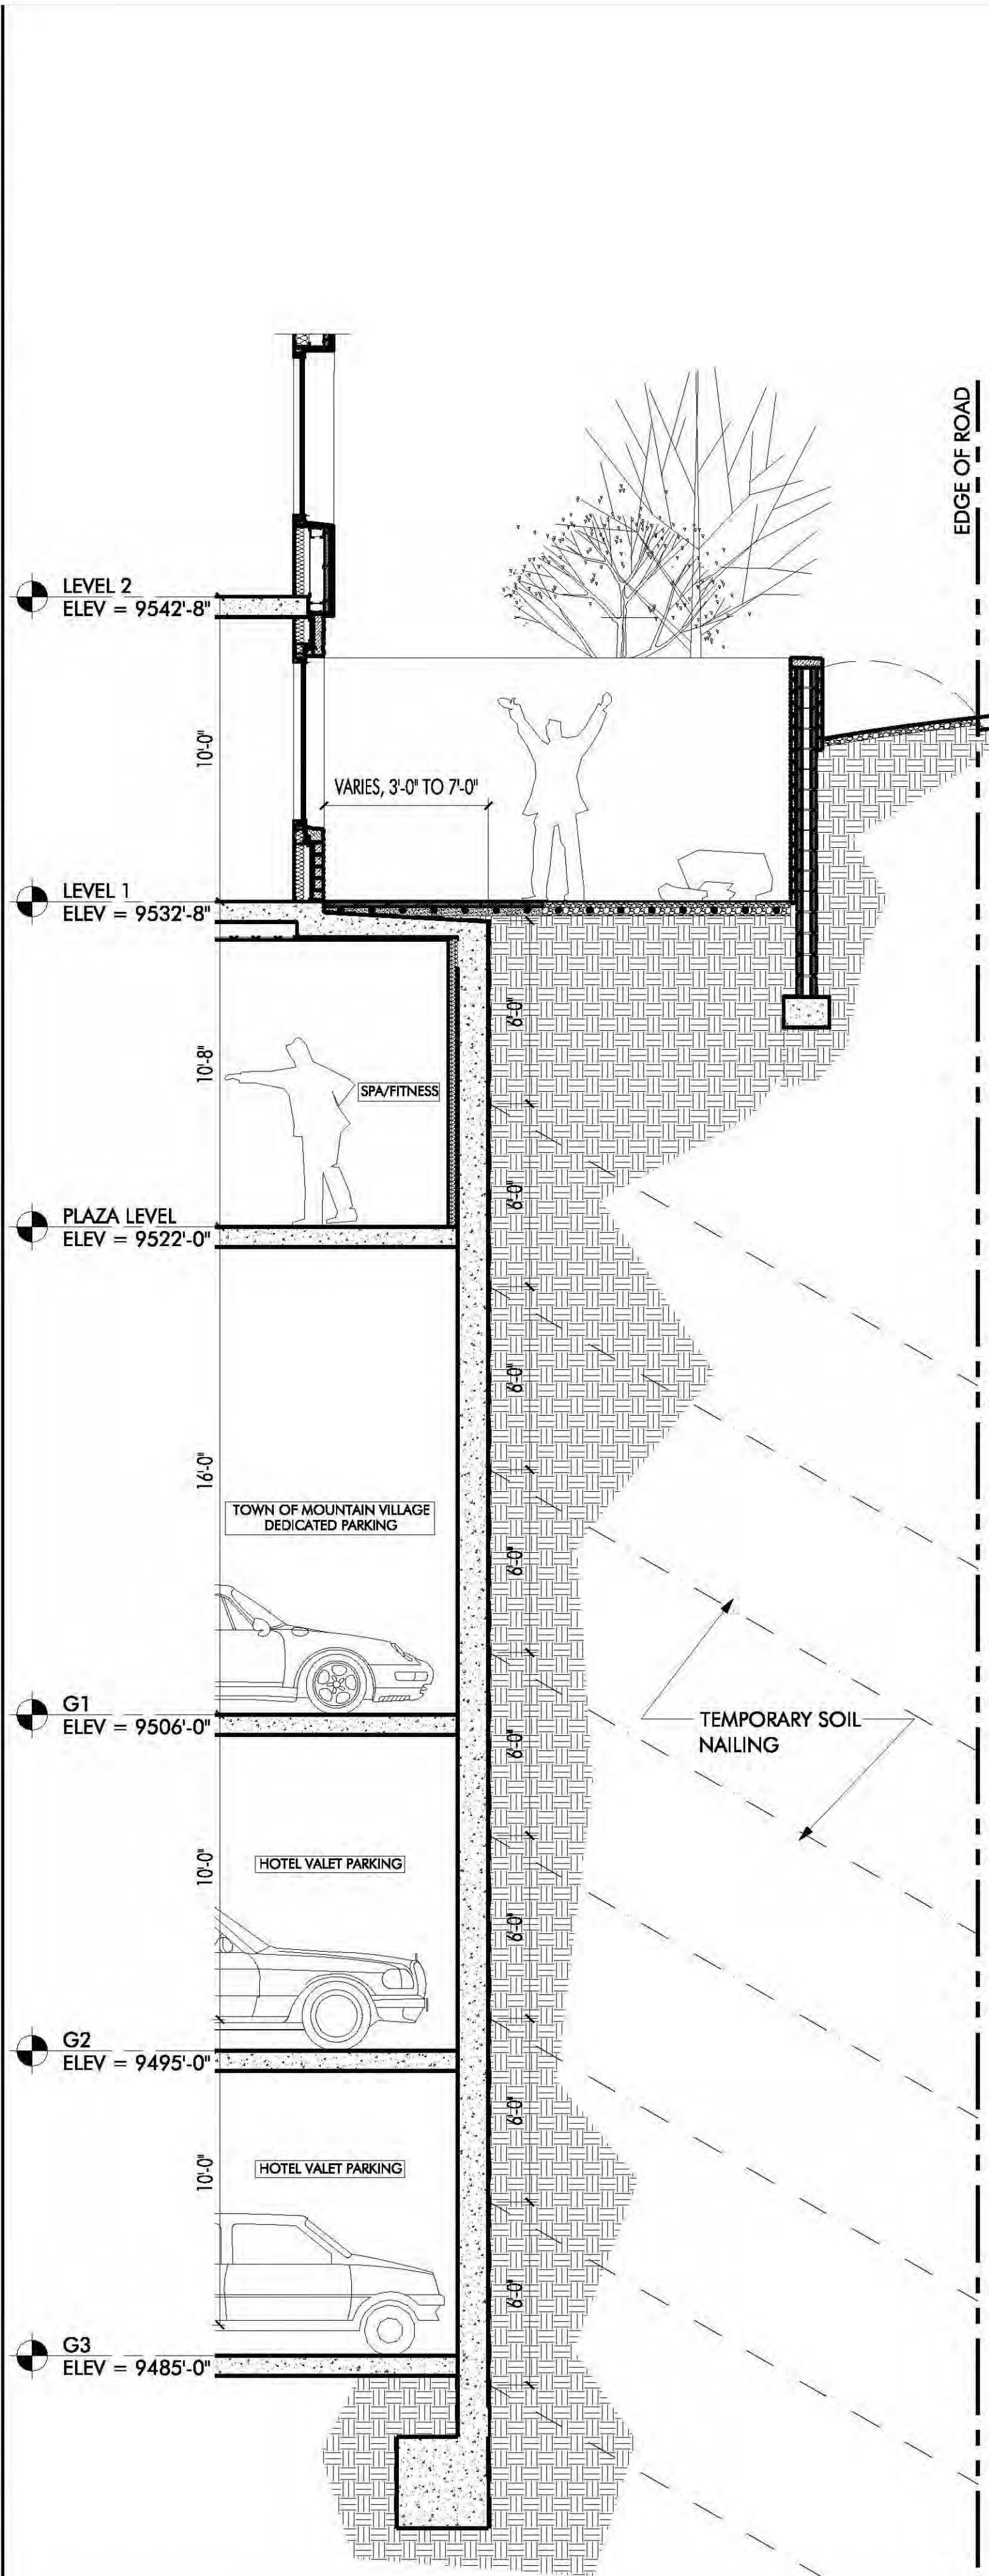 EDGE OF ROAD
LEVEL 2
ELEV = 9542'-8"
10'-0"
VARIES, 3'-0" TO 7'-0"
LEVEL 1
ELEV = 9532'-8"
6'-0"
10'-8"
SPA/FITNESS
6'-0"
PLAZA LEVEL
ELEV = 9522'-0"
6'-0"
16'-0"
TOWN OF MOUNTAIN VILLAGE
DEDICATED PARKING
6'-0"
G1
ELEV = 9506'-0"
TEMPORARY SOIL
NAILING
6'-0"
10'-0"
HOTEL VALET PARKING
6'-0"
G2
ELEV = 9495'-0"
6'-0"
10'-0"
HOTEL VALET PARKING
6'-0"
G3
ELEV = 9485'-0"